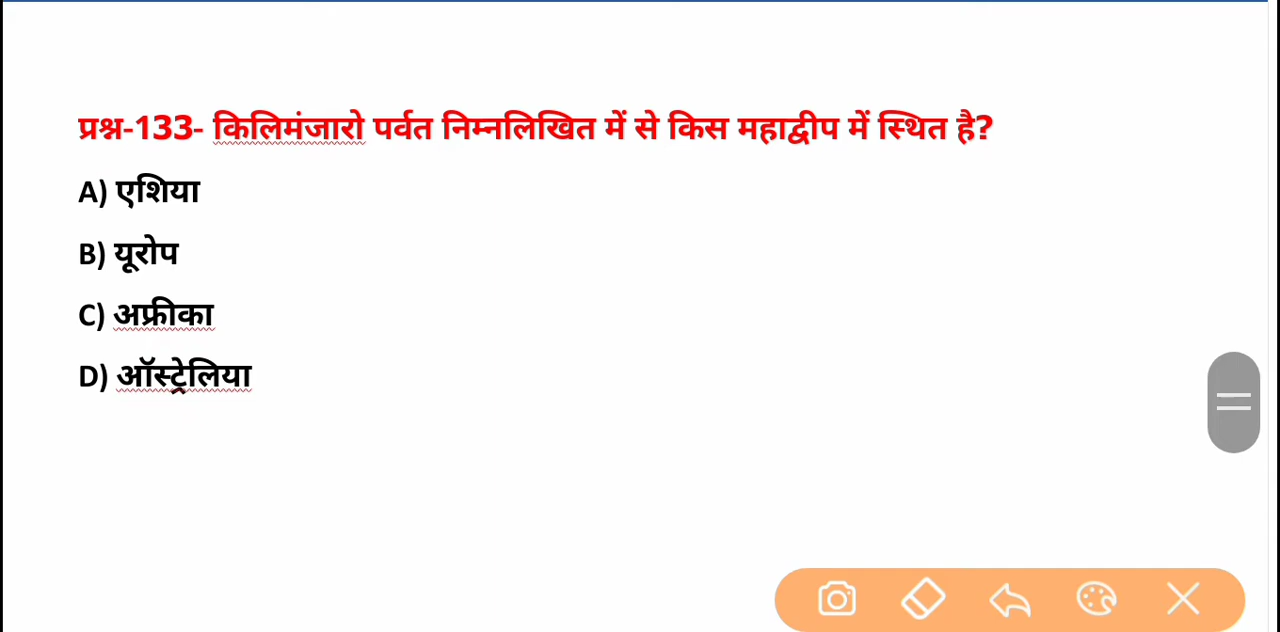 प्रश्न-133- किलिमंजारो पर्वत निम्नलिखित में से किस महाद्वीप में स्थित है?
A) एशिया
B) यूरोप
C) अफ्रीका
D) ऑस्ट्रेलिया